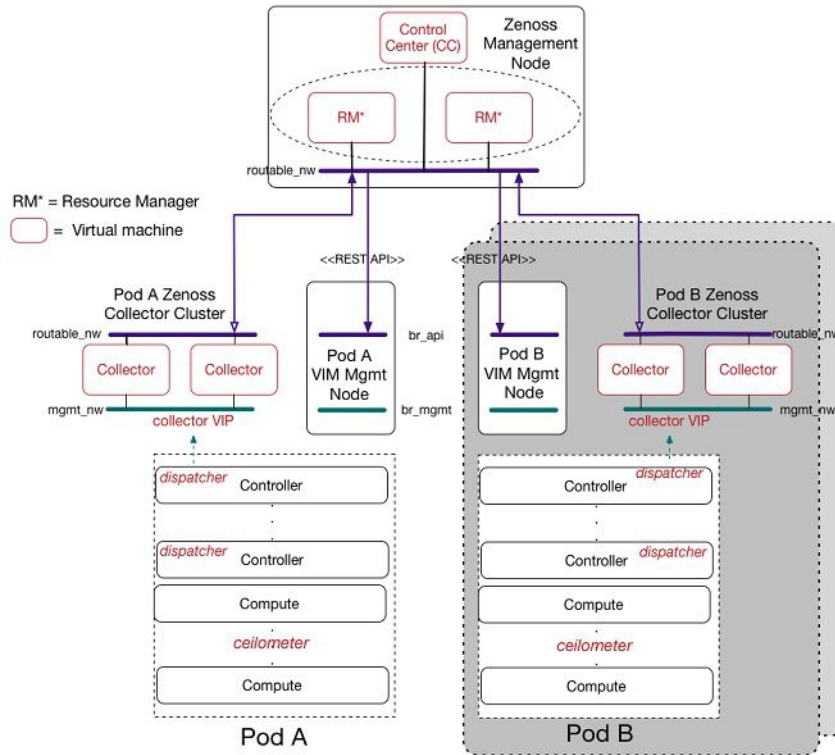 Control
Center (CC)
Zenoss
Management
Node
RM*
RM*
routable_nw
RM* = Resource Manager
= Virtual machine
<<REST API>>
<<REST API>>
Pod A Zenoss
Collector Cluster
routable_nw
Collector
Collector
mgmt_nw
collector VIP
br_api
Pod A
VIM Mgmt
Node
br_mgmt
Pod B
VIM Mgmt
Node
Pod B Zenoss
Collector Cluster
routable_nw
Collector
Collector
mgmt_nw
collector VIP
dispatcher
Controller
dispatcher
Controller
Compute
ceilometer
Compute
Pod A
dispatcher
Controller
dispatcher
Controller
Compute
ceilometer
Compute
Pod B